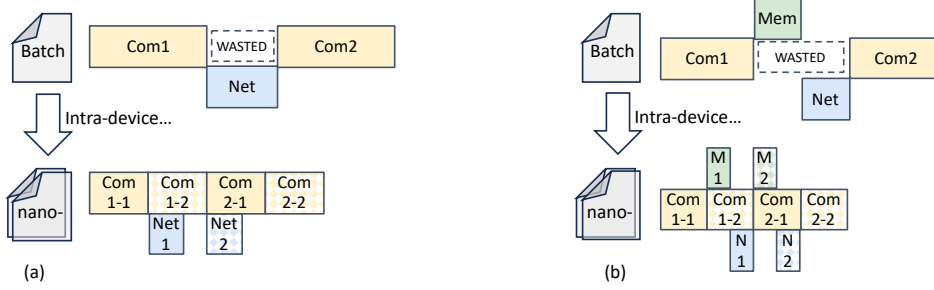 Batch
Com1
WASTED
Com2
Net
Intra-device...
nano-
Com
1-1
Com
1-2
Com
2-1
Com
2-2
Net
1
Net
2
(a)
Batch
Mem
Com1
WASTED
Com2
Net
Intra-device...
nano-
M
1
M
2
Com
1-1
Com
1-2
Com
2-1
Com
2-2
N
1
N
2
(b)